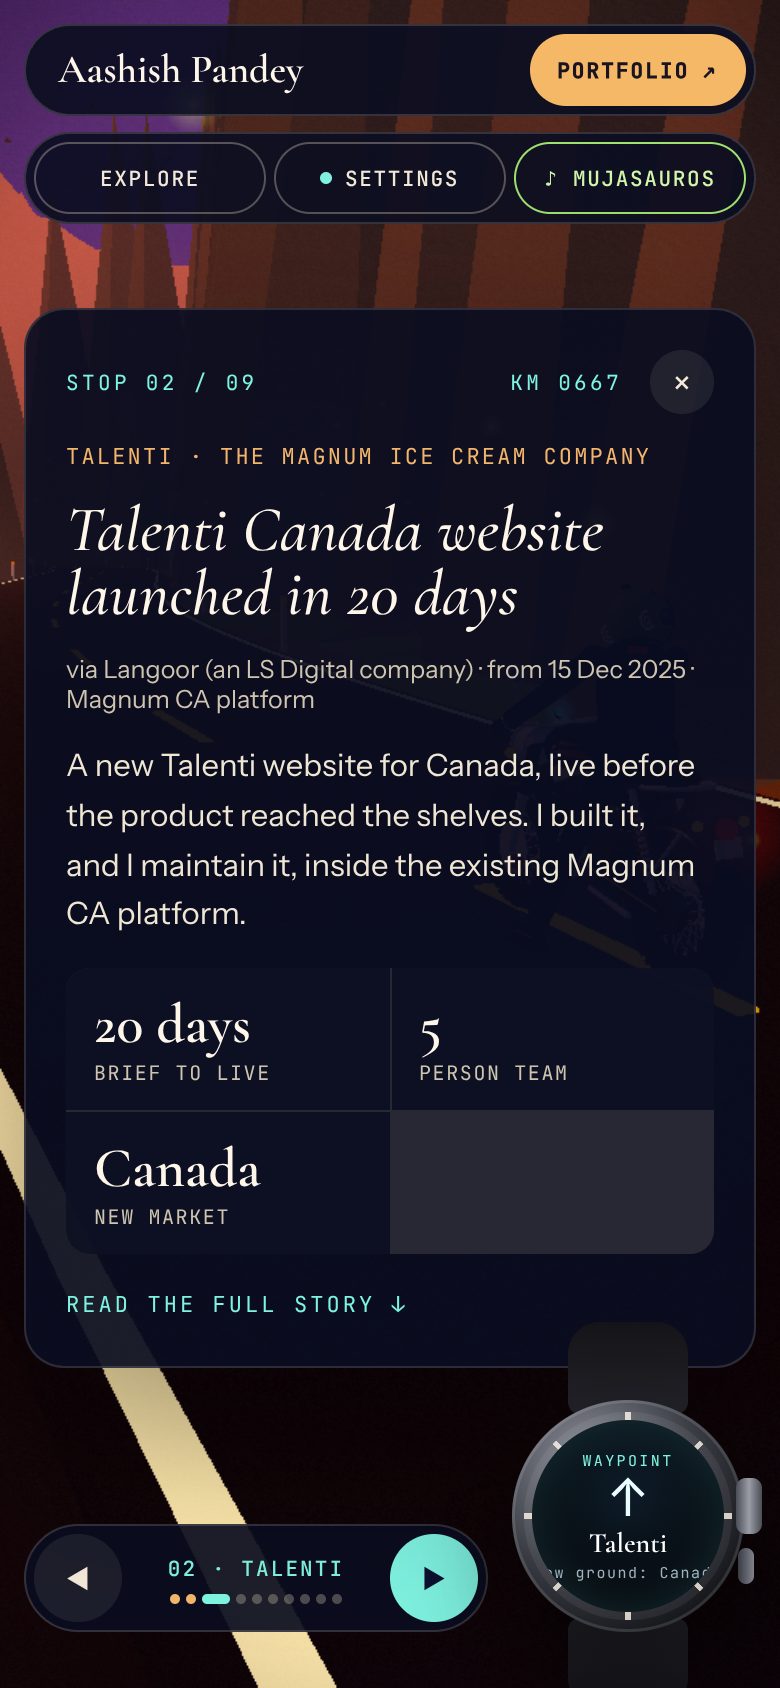 Aashish Pandey
PORTFOLIO ↗
EXPLORE
SETTINGS
♪ MUJASAUROS
STOP 02 / 09
KM 0667
×
TALENTI · THE MAGNUM ICE CREAM COMPANY
Talenti Canada website
launched in 20 days
via Langoor (an LS Digital company) · from 15 Dec 2025 ·
Magnum CA platform
A new Talenti website for Canada, live before
the product reached the shelves. I built it,
and I maintain it, inside the existing Magnum
CA platform.
20 days
BRIEF TO LIVE
5
PERSON TEAM
Canada
NEW MARKET
READ THE FULL STORY ↓
WAYPOINT
↑
Talenti
ground:
02 · TALENTI